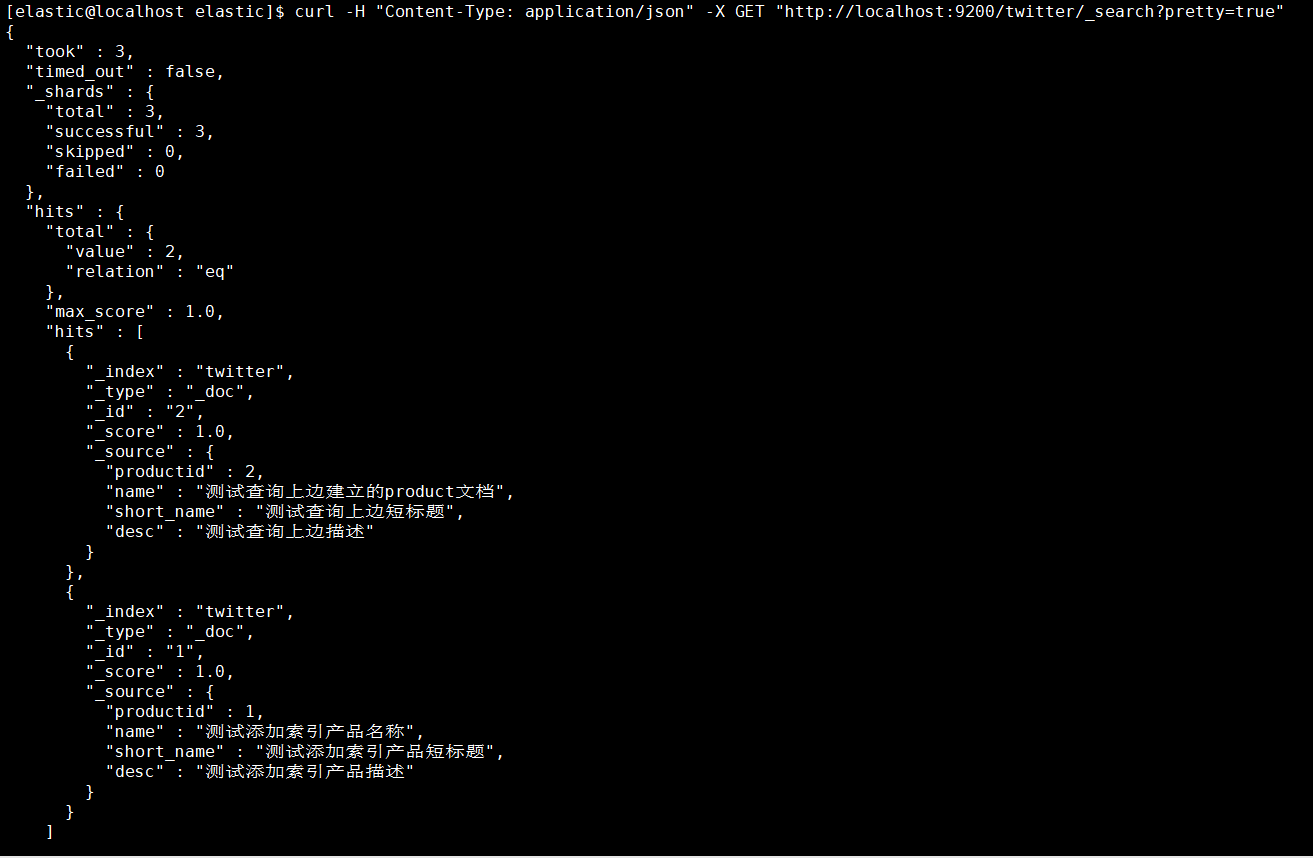 [elastic@localhost elastic]$ curl -H "Content-Type: application/json" -X GET "http://localhost:9200/twitter/_search?pretty=true"
{
  "took" : 3,
  "timed_out" : false,
  "_shards" : {
    "total" : 3,
    "successful" : 3,
    "skipped" : 0,
    "failed" : 0
  },
  "hits" : {
    "total" : {
      "value" : 2,
      "relation" : "eq"
    },
    "max_score" : 1.0,
    "hits" : [
      {
        "_index" : "twitter",
        "_type" : "_doc",
        "_id" : "2",
        "_score" : 1.0,
        "_source" : {
          "productid" : 2,
          "name" : "测试查询上边建立的product文档",
          "short_name" : "测试查询上边短标题",
          "desc" : "测试查询上边描述"
        }
      },
      {
        "_index" : "twitter",
        "_type" : "_doc",
        "_id" : "1",
        "_score" : 1.0,
        "_source" : {
          "productid" : 1,
          "name" : "测试添加索引产品名称",
          "short_name" : "测试添加索引产品短标题",
          "desc" : "测试添加索引产品描述"
        }
      }
    ]